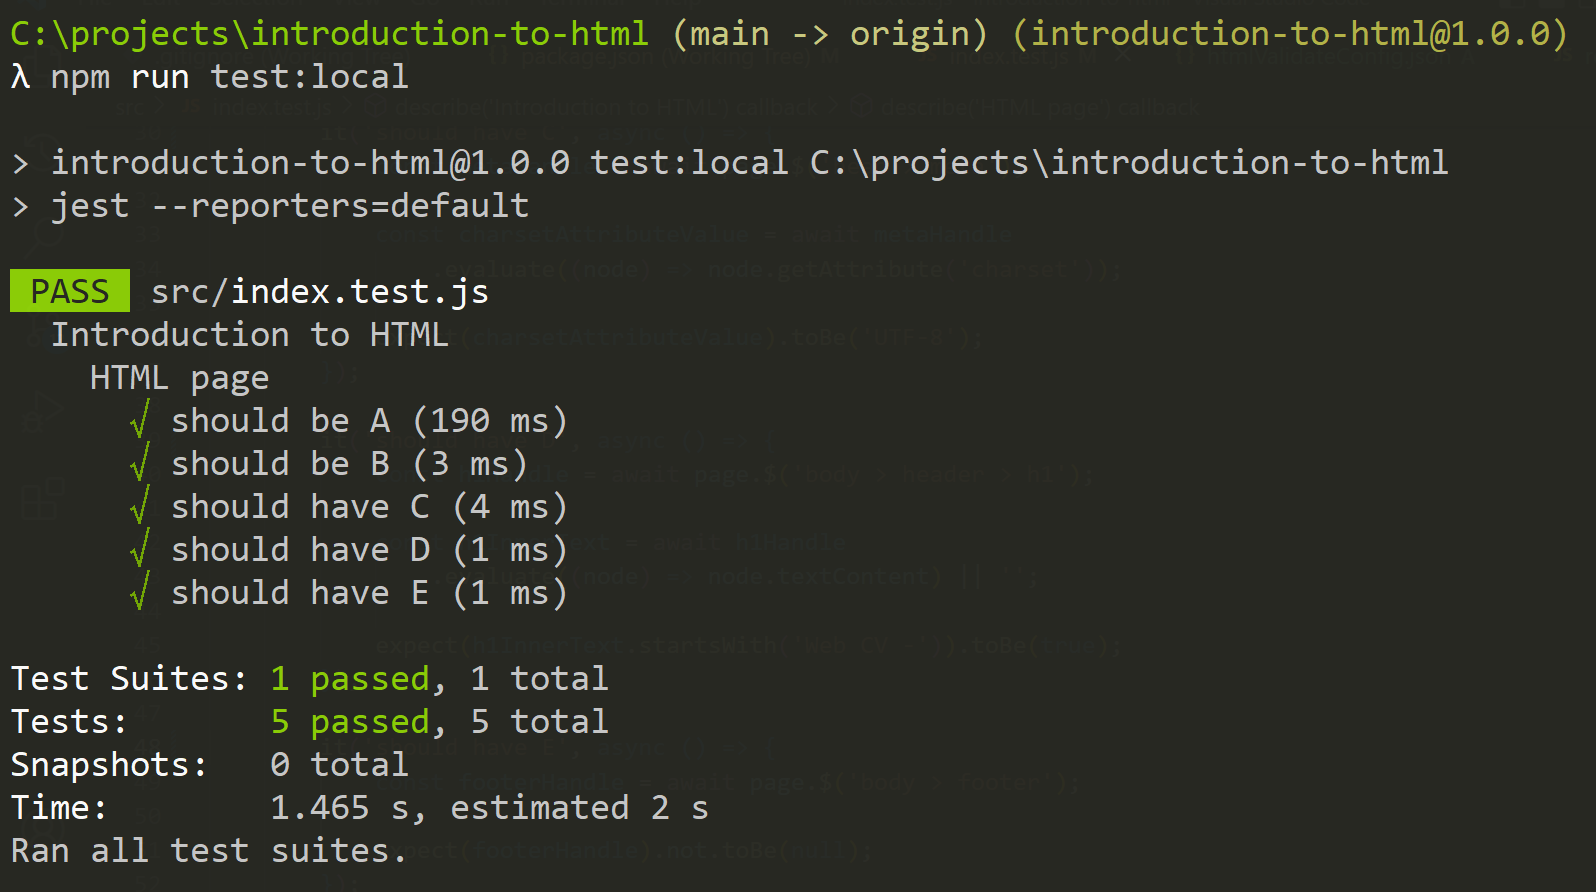 C:\projects\introduction-to-html (main -> origin) (introduction-to-html@1.0.0)
λ npm run test:local
> introduction-to-html@1.0.0 test:local C:\projects\introduction-to-html
> jest --reporters=default
PASS src/index.test.js
Introduction to HTML
HTML page
√ should be A (190 ms)
√ should be B (3 ms)
√ should have C (4 ms)
√ should have D (1 ms)
√ should have E (1 ms)
Test Suites: 1 passed, 1 total
Tests: 5 passed, 5 total
Snapshots: 0 total
Time: 1.465 s, estimated 2 s
Ran all test suites.